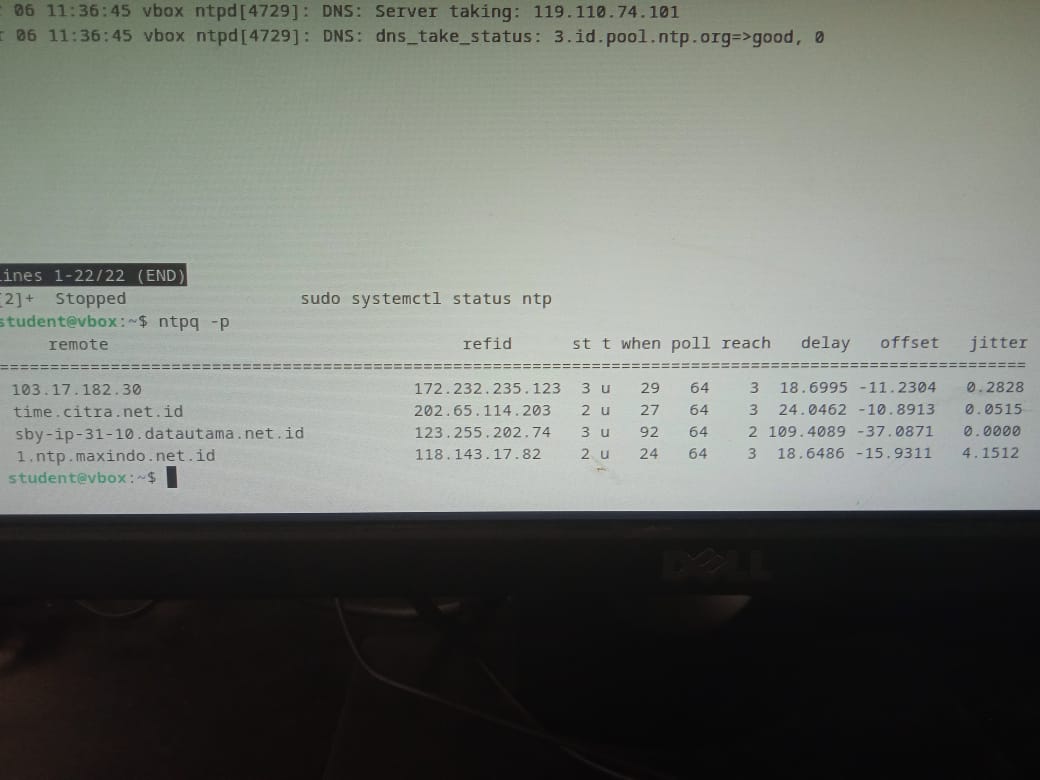 06 11:36:45 vbox ntpd[4729]: DNS: Server taking: 119.110.74.101
06 11:36:45 vbox ntpd[4729]: DNS: dns_take_status: 3.id.pool.ntp.org=>good, 0
ines 1-22/22 (END)
[2]+  Stopped                 sudo systemctl status ntp
student@vbox:~$ ntpq -p
     remote                                   refid      st t when poll reach   delay   offset   jitter
=======================================================================================================
 103.17.182.30                           172.232.235.123  3 u   29   64    3  18.6995 -11.2304   0.2828
 time.citra.net.id                       202.65.114.203   2 u   27   64    3  24.0462 -10.8913   0.0515
 sby-ip-31-10.datautama.net.id           123.255.202.74   3 u   92   64    2 109.4089 -37.0871   0.0000
 1.ntp.maxindo.net.id                    118.143.17.82    2 u   24   64    3  18.6486 -15.9311   4.1512
student@vbox:~$
DELL